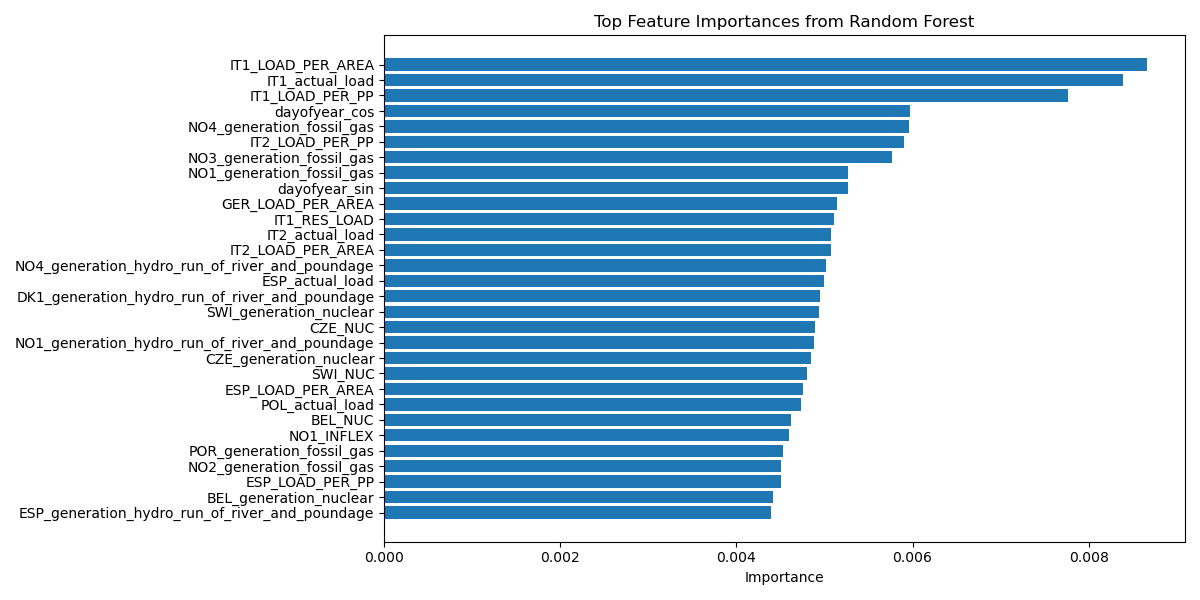 Top Feature Importances from Random Forest
IT1_LOAD_PER_AREA
IT1_actual_load
IT1_LOAD_PER_PP
dayofyear_cos
NO4_generation_fossil_gas
IT2_LOAD_PER_PP
NO3_generation_fossil_gas
NO1_generation_fossil_gas
dayofyear_sin
GER_LOAD_PER_AREA
IT1_RES_LOAD
IT2_actual_load
IT2_LOAD_PER_AREA
NO4_generation_hydro_run_of_river_and_poundage
ESP_actual_load
DK1_generation_hydro_run_of_river_and_poundage
SWI_generation_nuclear
CZE_NUC
NO1_generation_hydro_run_of_river_and_poundage
CZE_generation_nuclear
SWI_NUC
ESP_LOAD_PER_AREA
POL_actual_load
BEL_NUC
NO1_INFLEX
POR_generation_fossil_gas
NO2_generation_fossil_gas
ESP_LOAD_PER_PP
BEL_generation_nuclear
ESP_generation_hydro_run_of_river_and_poundage
0.000 0.002 0.004 0.006 0.008
Importance